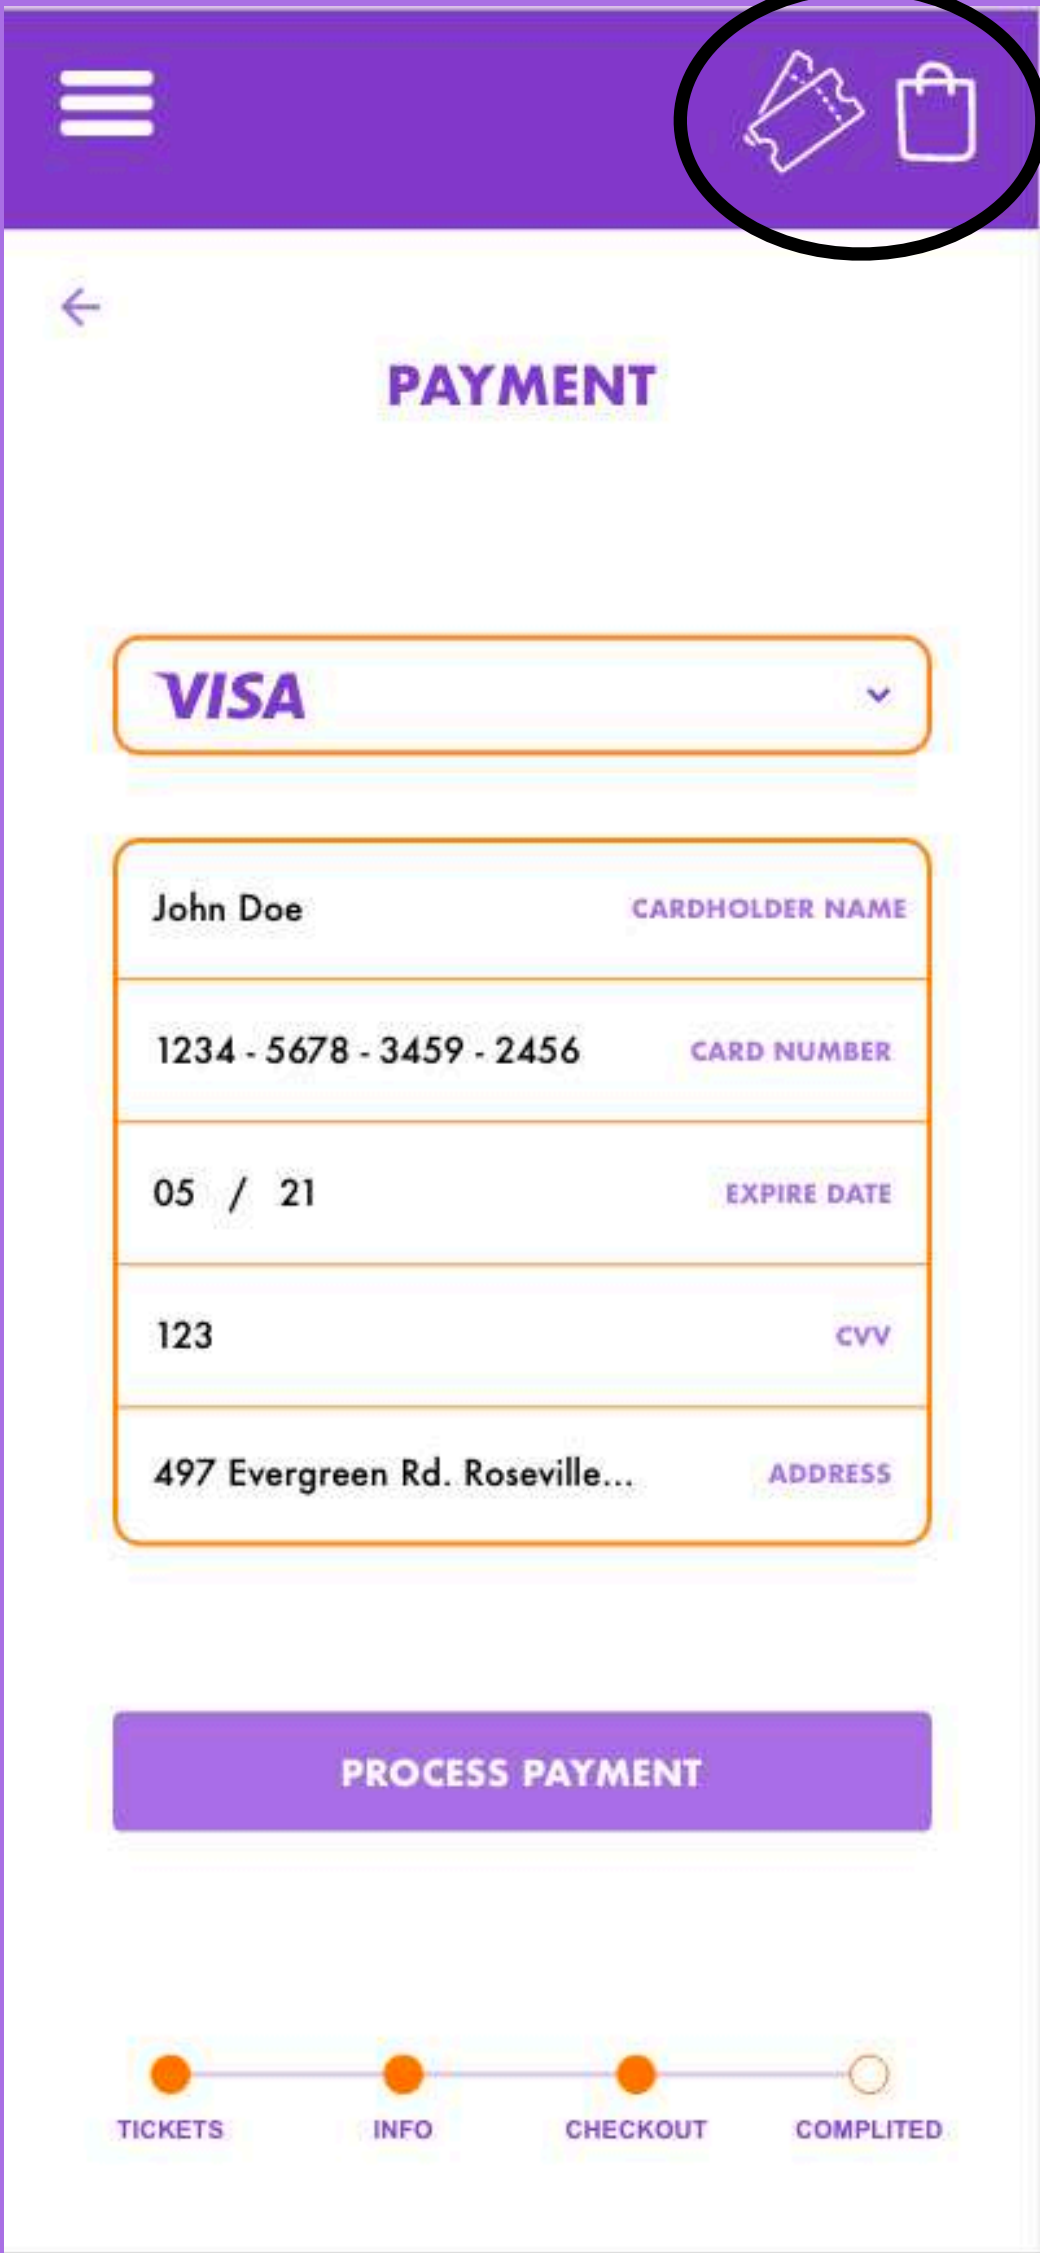 PAYMENT
VISA
John Doe CARDHOLDER NAME
1234 - 5678 - 3459 - 2456 CARD NUMBER
05 / 21 EXPIRE DATE
123 CVV
497 Evergreen Rd. Roseville... ADDRESS
PROCESS PAYMENT
TICKETS INFO CHECKOUT COMPLITED